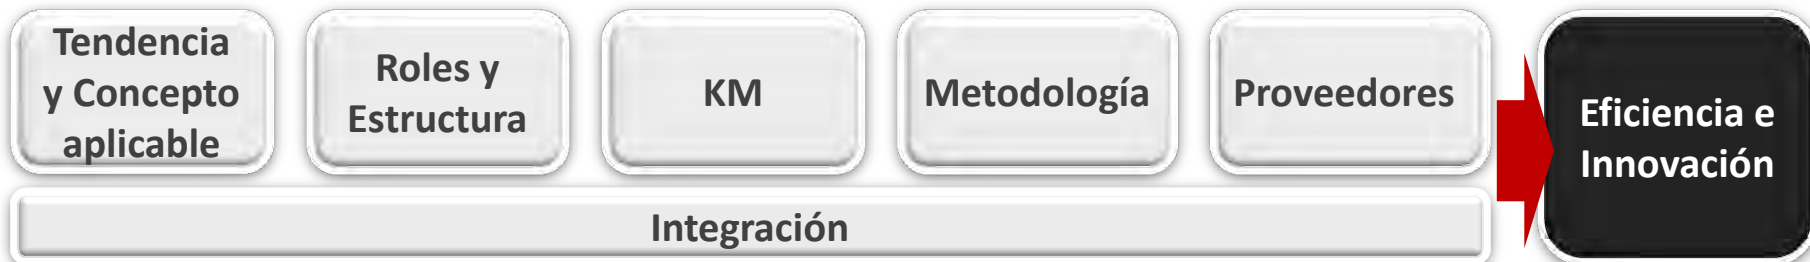 Tendencia
y Concepto
aplicable
Roles y
Estructura
KM
Metodología
Proveedores
Eficiencia e
Innovación
Integración